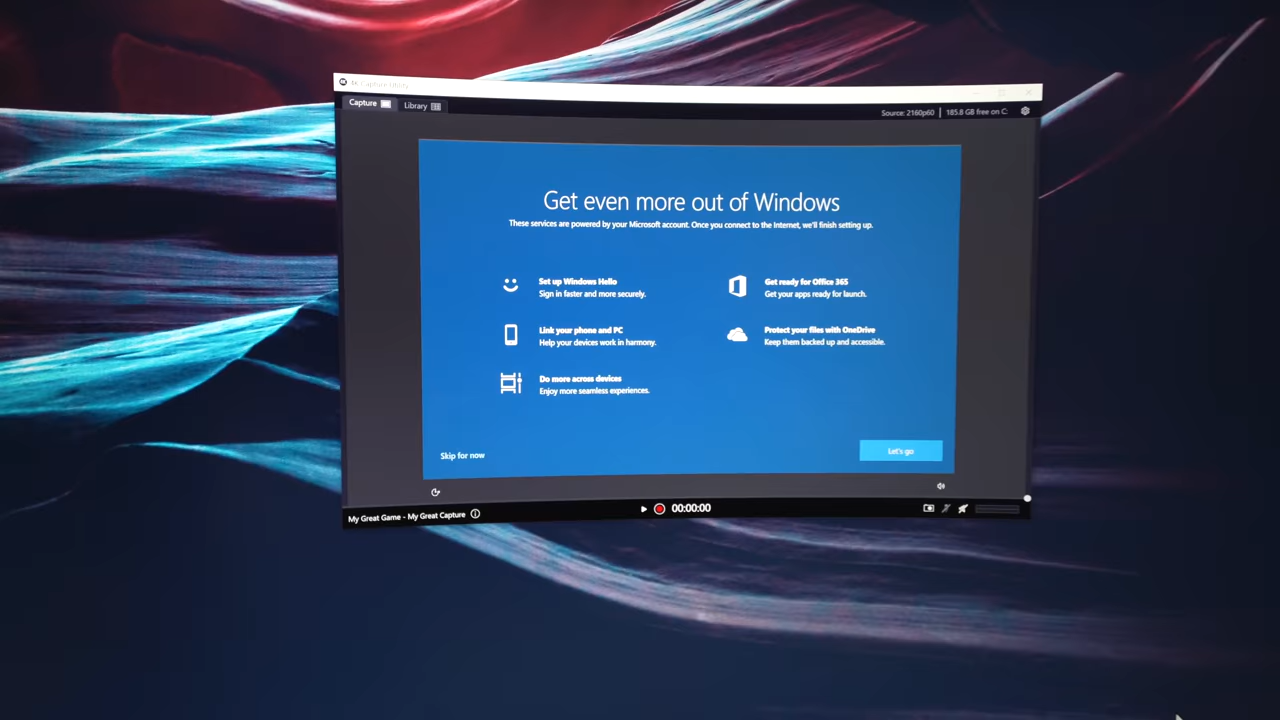 4K Capture Utility
Capture
Library
Source: 2160p60 | 185.8 GB free on C:
Get even more out of Windows
These services are powered by your Microsoft account. Once you connect to the Internet, we'll finish setting up.
Set up Windows Hello
Sign in faster and more securely.
Get ready for Office 365
Get your apps ready for launch.
Link your phone and PC
Help your devices work in harmony.
Protect your files with OneDrive
Keep them backed up and accessible.
Do more across devices
Enjoy more seamless experiences.
Skip for now
Let's go
My Great Game - My Great Capture
00:00:00